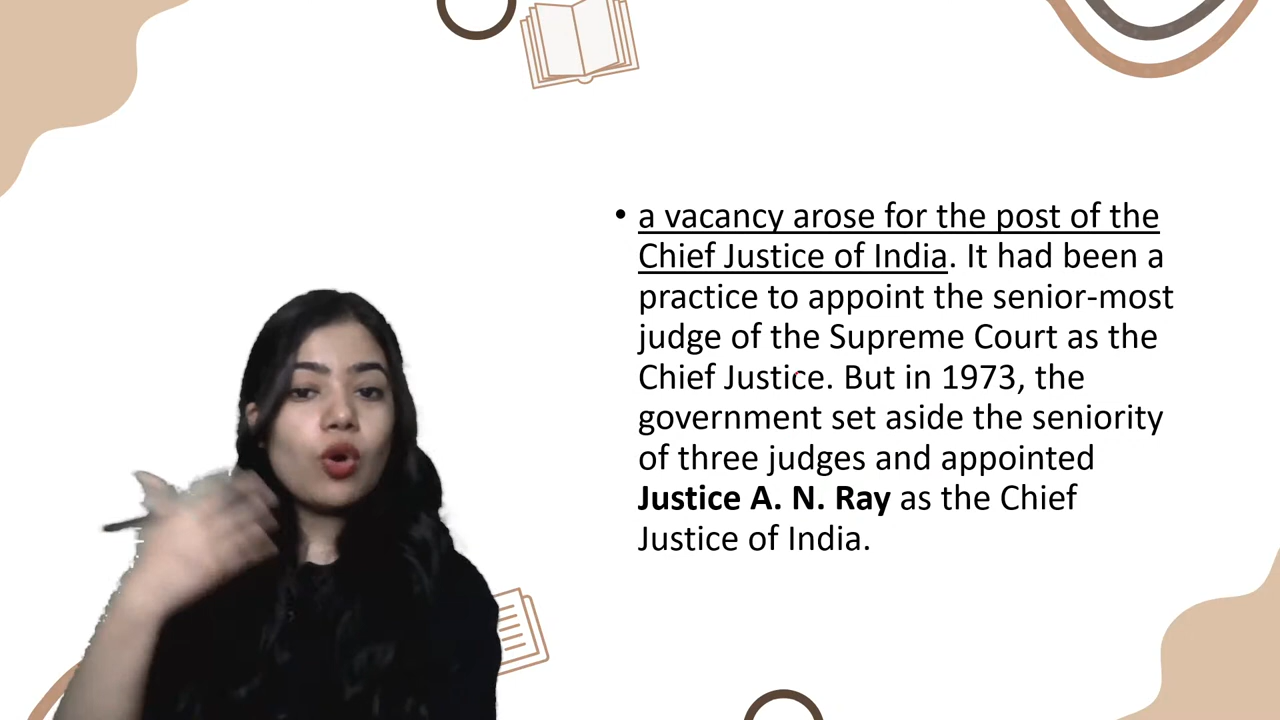 • a vacancy arose for the post of the
Chief Justice of India. It had been a
practice to appoint the senior-most
judge of the Supreme Court as the
Chief Justice. But in 1973, the
government set aside the seniority
of three judges and appointed
Justice A. N. Ray as the Chief
Justice of India.